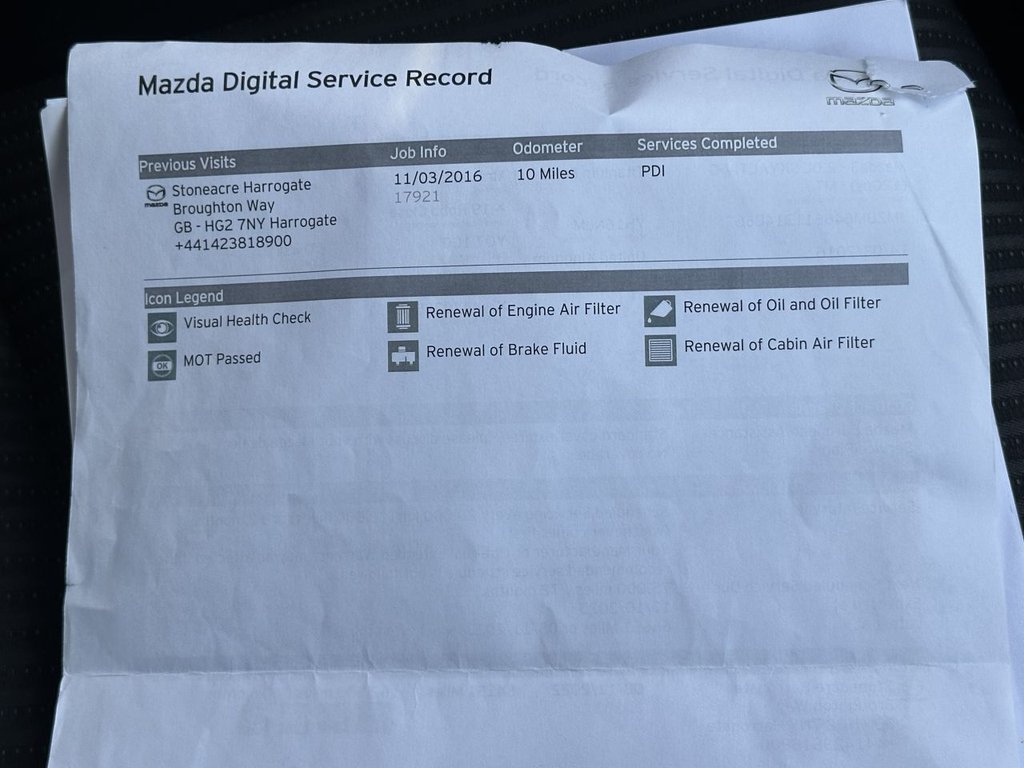 Mazda Digital Service Record
mazda
Previous Visits Job Info Odometer Services Completed
mazda Stoneacre Harrogate 11/03/2016 10 Miles PDI
Broughton Way 17921
GB - HG2 7NY Harrogate
+441423818900
Icon Legend
Visual Health Check Renewal of Engine Air Filter Renewal of Oil and Oil Filter
OK MOT Passed Renewal of Brake Fluid Renewal of Cabin Air Filter